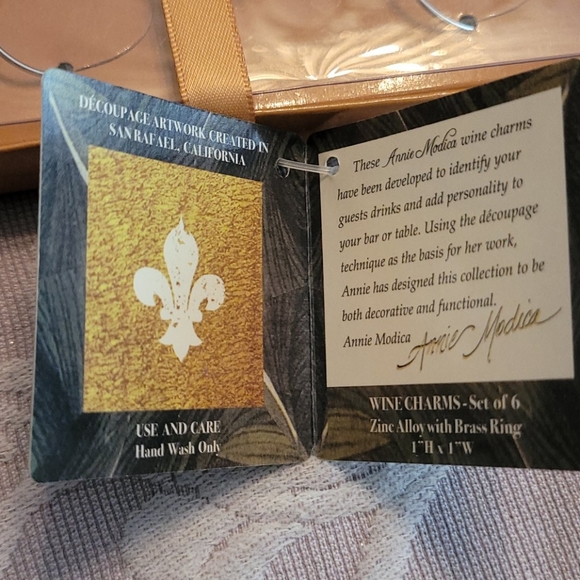 DÉCOUPAGE ARTWORK CREATED IN
SAN RAFAEL, CALIFORNIA
USE AND CARE
Hand Wash Only
These Annie Modica wine charms
have been developed to identify your
guests drinks and add personality to
your bar or table. Using the découpage
technique as the basis for her work,
Annie has designed this collection to be
both decorative and functional.
Annie Modica Annie Modica
WINE CHARMS - Set of 6
Zinc Alloy with Brass Ring
1"H x 1"W